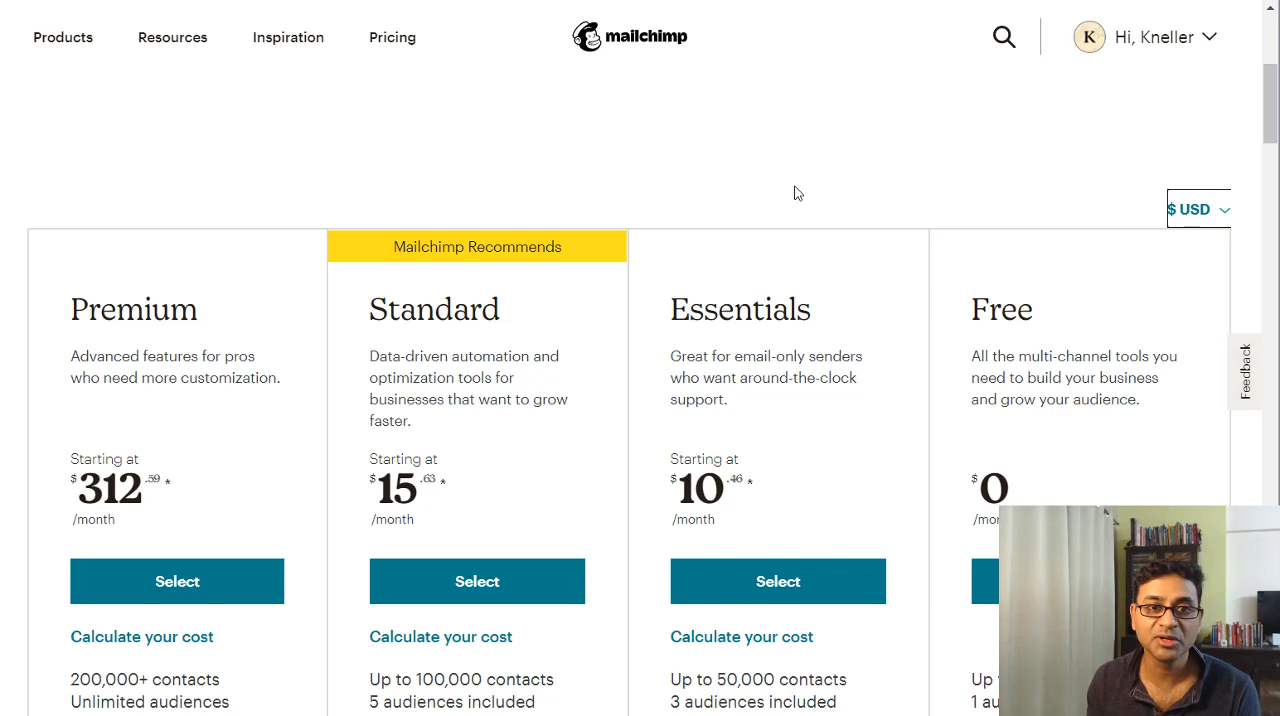 Products
Resources
Inspiration
Pricing
mailchimp
K
Hi, Kneller
$ USD
Mailchimp Recommends
Premium
Advanced features for pros
who need more customization.
Starting at
$312.59*
/month
Select
Calculate your cost
200,000+ contacts
Unlimited audiences
Standard
Data-driven automation and
optimization tools for
businesses that want to grow
faster.
Starting at
$15.63*
/month
Select
Calculate your cost
Up to 100,000 contacts
5 audiences included
Essentials
Great for email-only senders
who want around-the-clock
support.
Starting at
$10.46*
/month
Select
Calculate your cost
Up to 50,000 contacts
3 audiences included
Free
All the multi-channel tools you
need to build your business
and grow your audience.
$0
Up
1
Feedback